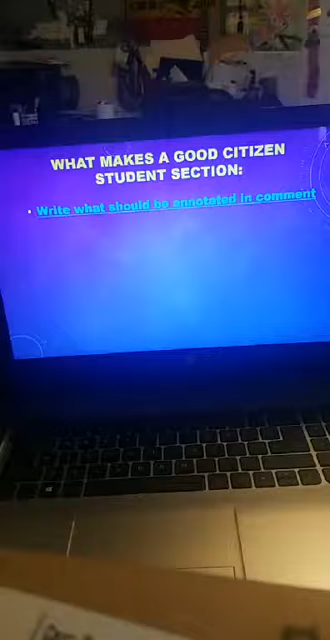 WHAT MAKES A GOOD CITIZEN
STUDENT SECTION:
• Write what should be annotated in comment